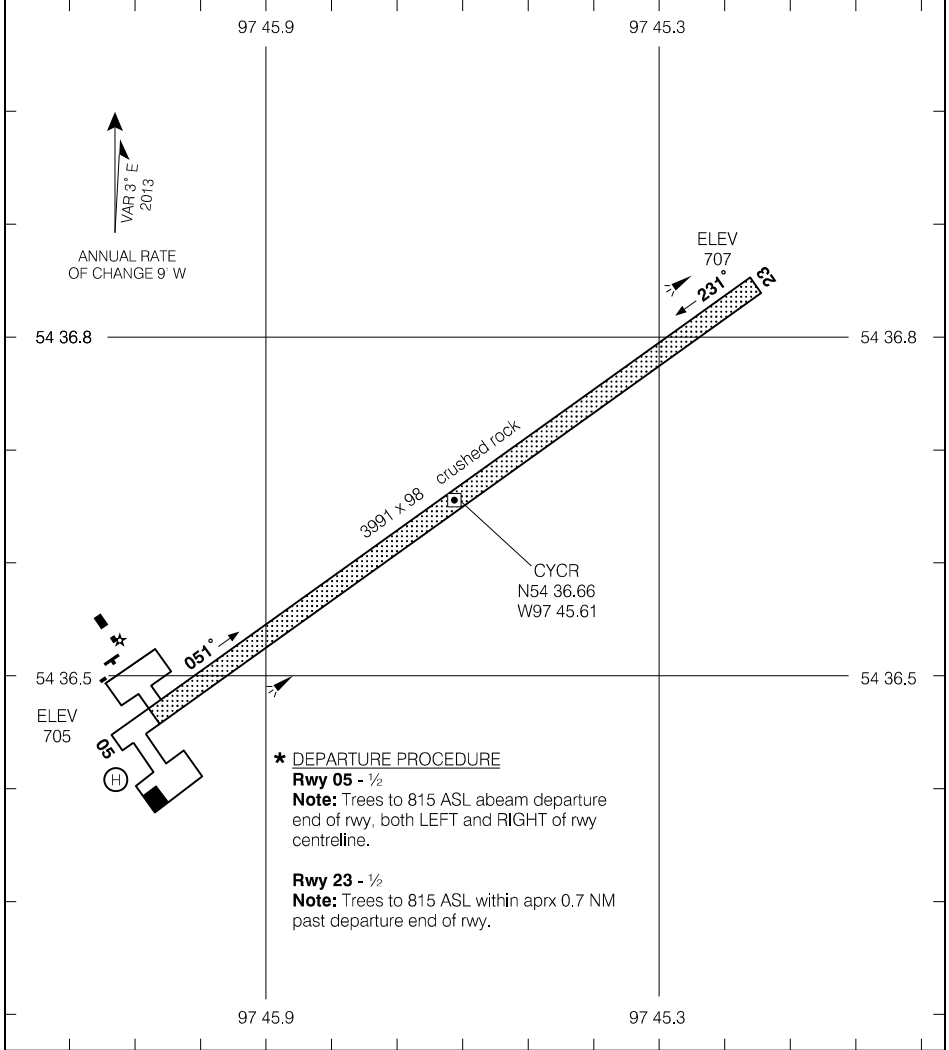 97 45.9
97 45.3
VAR 3° E
2013
ANNUAL RATE
OF CHANGE 9' W
ELEV
707
231°
23
54 36.8
54 36.8
3991 x 98 crushed rock
CYCR
N54 36.66
W97 45.61
051°
54 36.5
54 36.5
ELEV
705
05
H
* DEPARTURE PROCEDURE
Rwy 05 - ½
Note: Trees to 815 ASL abeam departure
end of rwy, both LEFT and RIGHT of rwy
centreline.
Rwy 23 - ½
Note: Trees to 815 ASL within aprx 0.7 NM
past departure end of rwy.
97 45.9
97 45.3